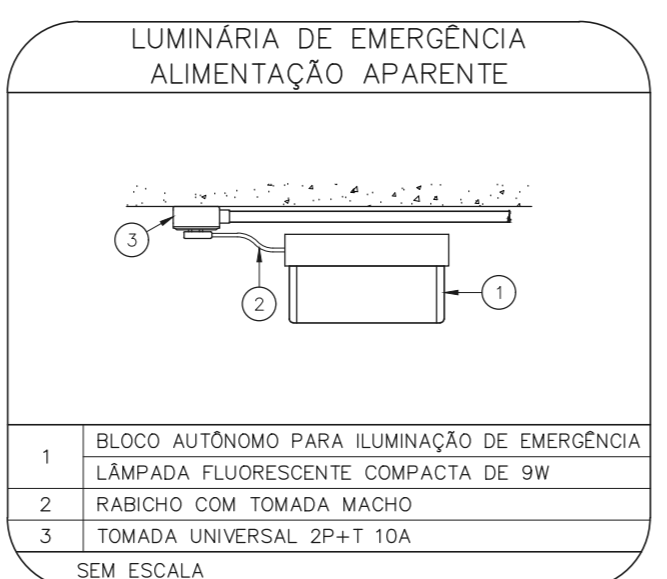 LUMINÁRIA DE EMERGÊNCIA
ALIMENTAÇÃO APARENTE
3
2
1
1
BLOCO AUTÔNOMO PARA ILUMINAÇÃO DE EMERGÊNCIA
LÂMPADA FLUORESCENTE COMPACTA DE 9W
2 RABICHO COM TOMADA MACHO
3 TOMADA UNIVERSAL 2P+T 10A
SEM ESCALA